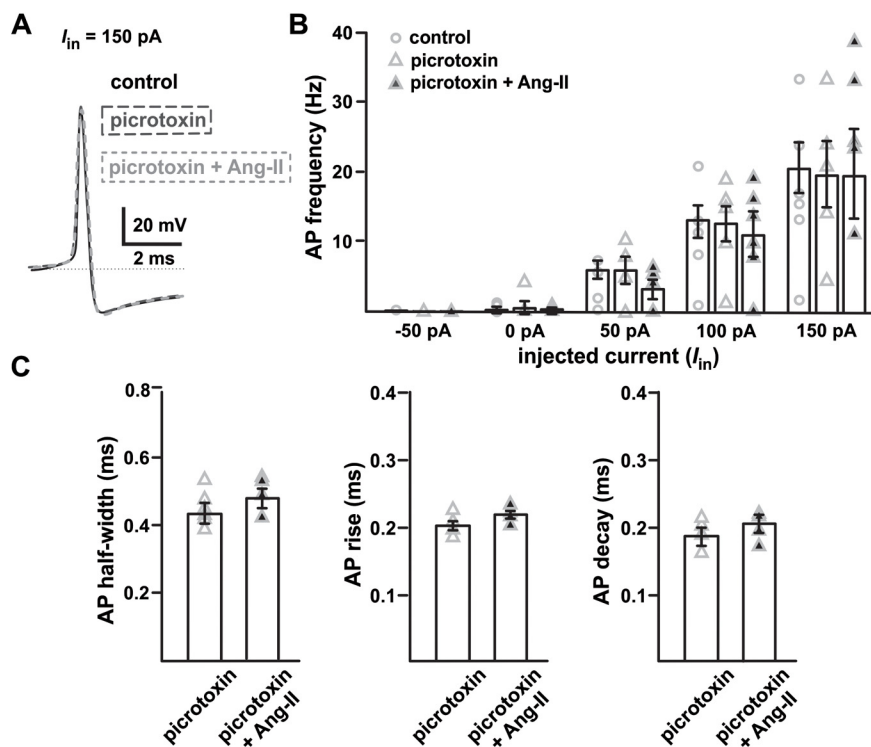 A
I in = 150 pA
control
picrotoxin
picrotoxin + Ang-II
20 mV
2 ms
B
control
picrotoxin
picrotoxin + Ang-II
AP frequency (Hz)
40
30
20
10
-50 pA 0 pA 50 pA 100 pA 150 pA
injected current (I in)
C
AP half-width (ms)
0.8
0.6
0.4
0.2
picrotoxin
picrotoxin
+ Ang-II
AP rise (ms)
0.4
0.3
0.2
0.1
picrotoxin
picrotoxin
+ Ang-II
AP decay (ms)
0.4
0.3
0.2
0.1
picrotoxin
picrotoxin
+ Ang-II